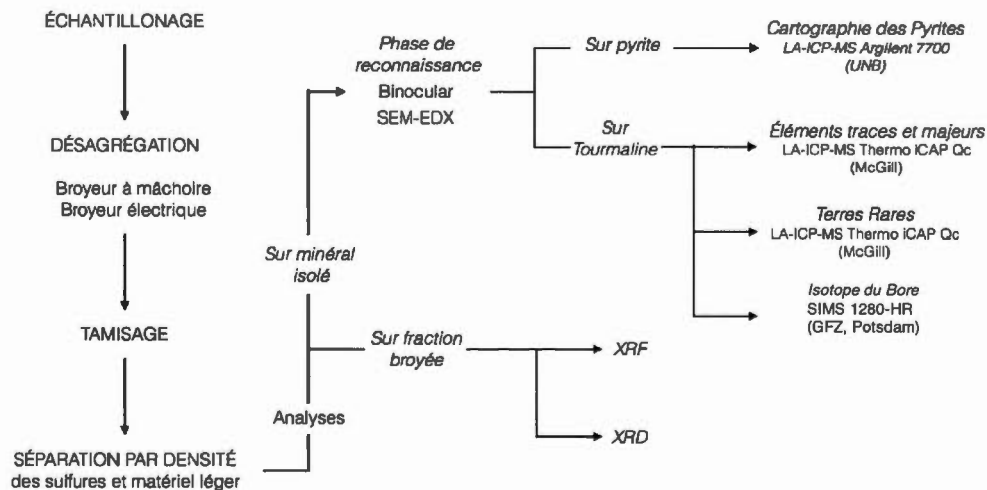 ÉCHANTILLONAGE
DÉSAGRÉGATION
Broyeur à mâchoire
Broyeur électrique
TAMISAGE
SÉPARATION PAR DENSITÉ
des sulfures et matériel léger
Analyses
Sur minéral
isolé
Phase de
reconnaissance
Binocular
SEM-EDX
Sur pyrite
Cartographie des Pyrites
LA-ICP-MS Argilent 7700
(UNB)
Sur
Tourmaline
Éléments traces et majeurs
LA-ICP-MS Thermo iCAP Qc
(McGill)
Terres Rares
LA-ICP-MS Thermo iCAP Qc
(McGill)
Isotope du Bore
SIMS 1280-HR
(GFZ, Potsdam)
Sur fraction
broyée
XRF
XRD